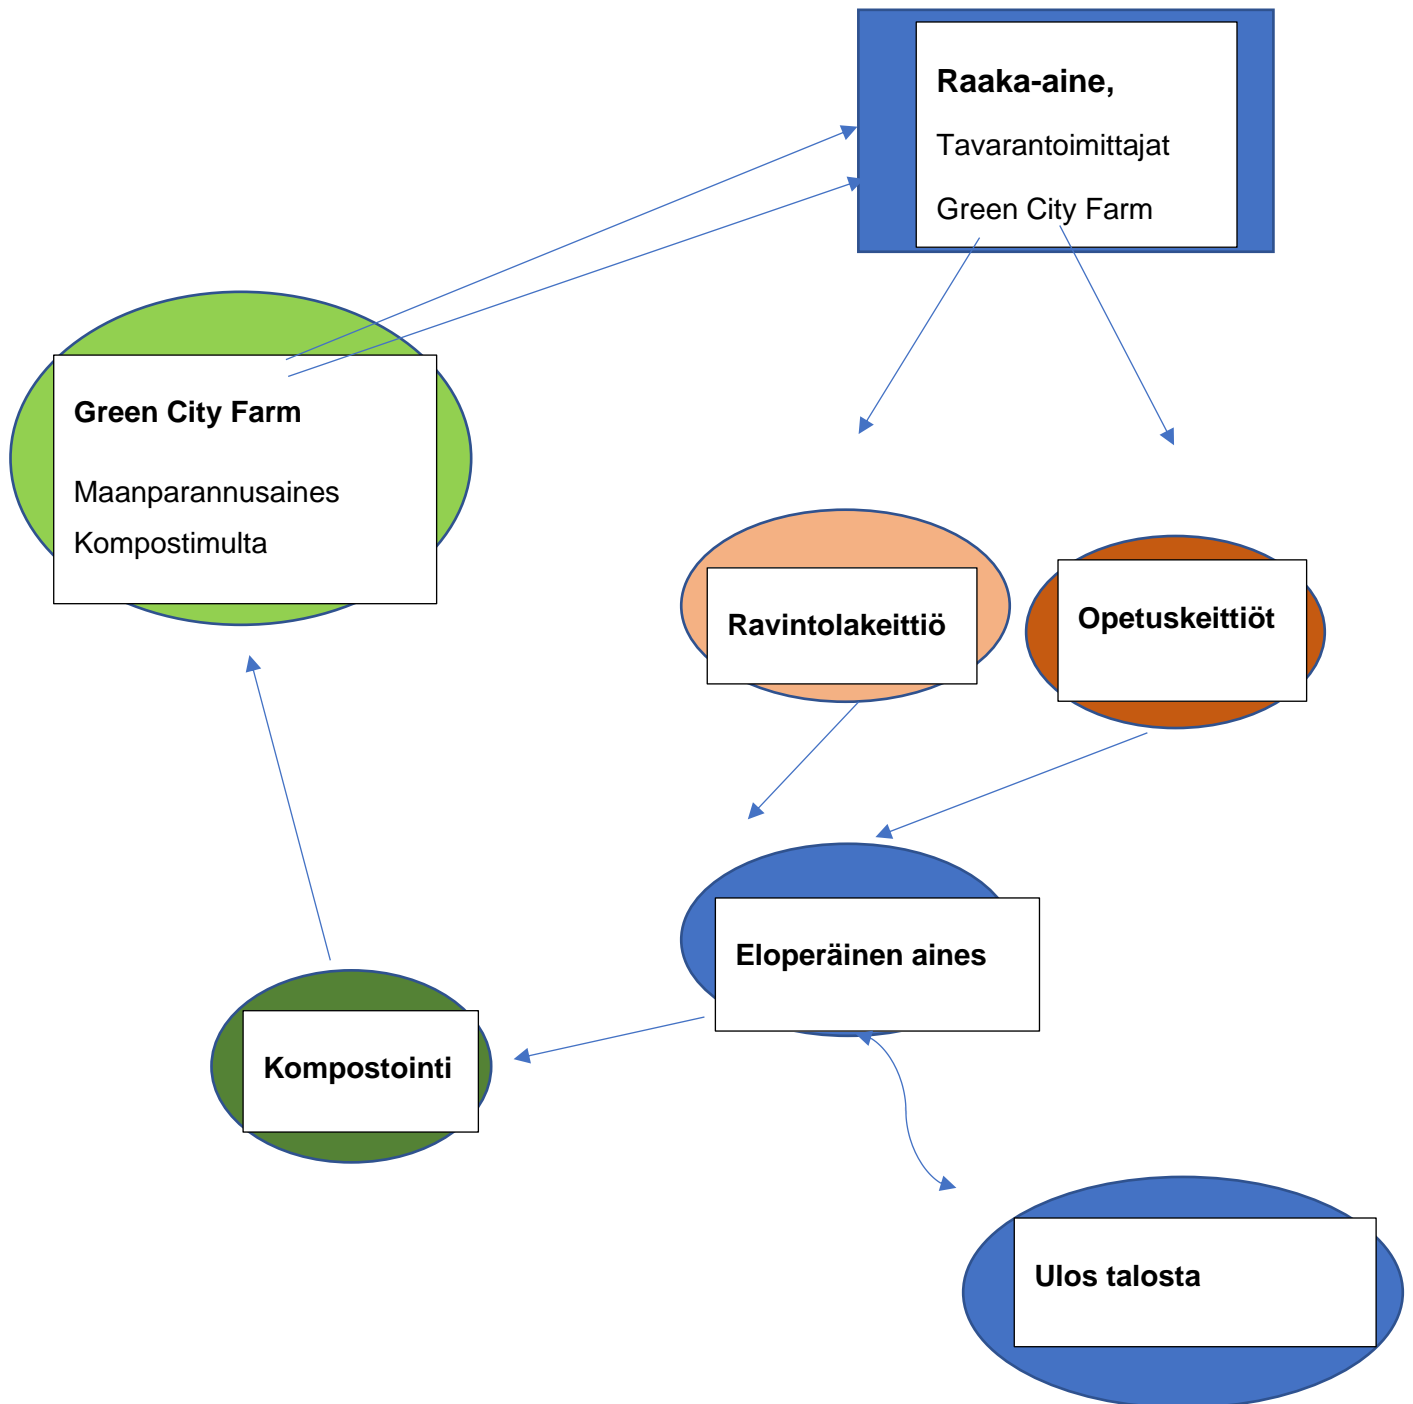 Raaka-aine,
Tavarantoimittajat
Green City Farm
Green City Farm
Maanparannusaines
Kompostimulta
Ravintolakeittiö
Opetuskeittiöt
Eloperäinen aines
Kompostointi
Ulos talosta